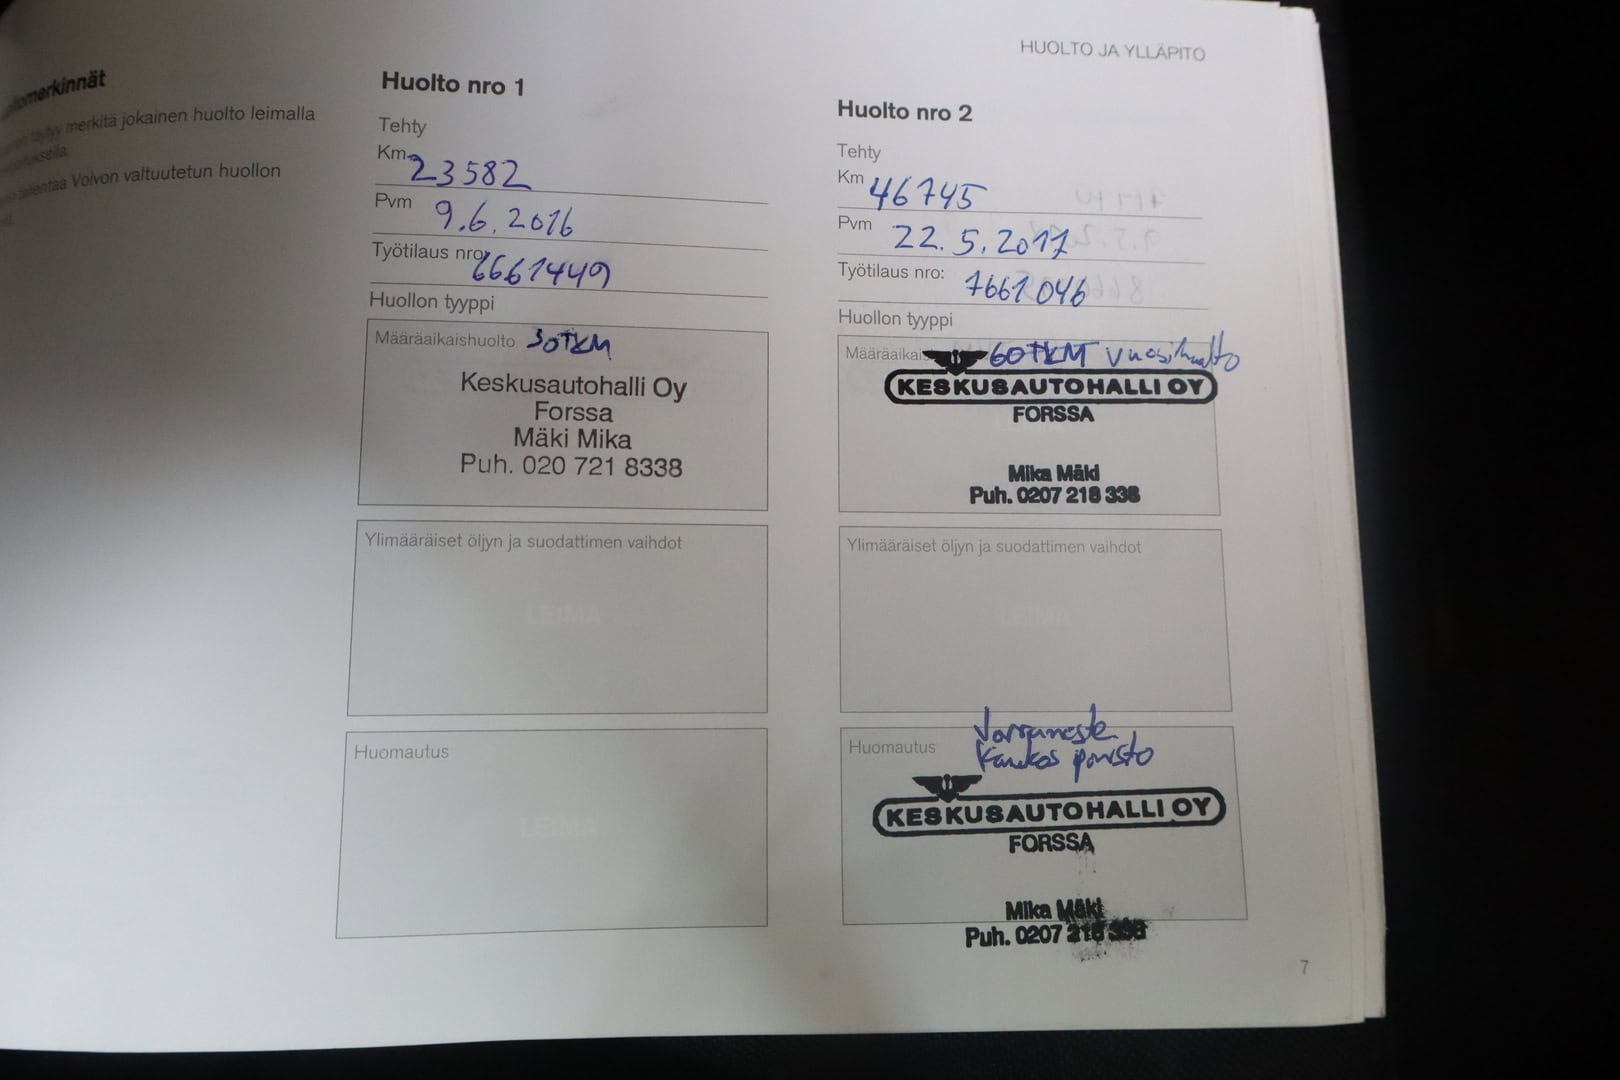 HUOLTO JA YLLÄPITO
merkitä jokainen huolto leimalla
Volvon valtuutetun huollon
Huolto nro 1
Tehty
Km 23582
Pvm 9.6.2016
Työtilaus nro: 6661449
Huollon tyyppi
Määräaikaishuolto 30TKM
Keskusautohalli Oy
Forssa
Mäki Mika
Puh. 020 721 8338
Ylimääräiset öljyn ja suodattimen vaihdot
LEIMA
Huomautus
LEIMA
Huolto nro 2
Tehty
Km 46745
Pvm 22.5.2017
Työtilaus nro: 7661046
Huollon tyyppi
60TKM vuosihuolto
KESKUSAUTOHALLI OY
FORSSA
Mika Mäki
Puh. 0207 218 338
Ylimääräiset öljyn ja suodattimen vaihdot
LEIMA
Huomautus
KESKUSAUTOHALLI OY
FORSSA
Mika Mäki
Puh. 0207 218 338
7